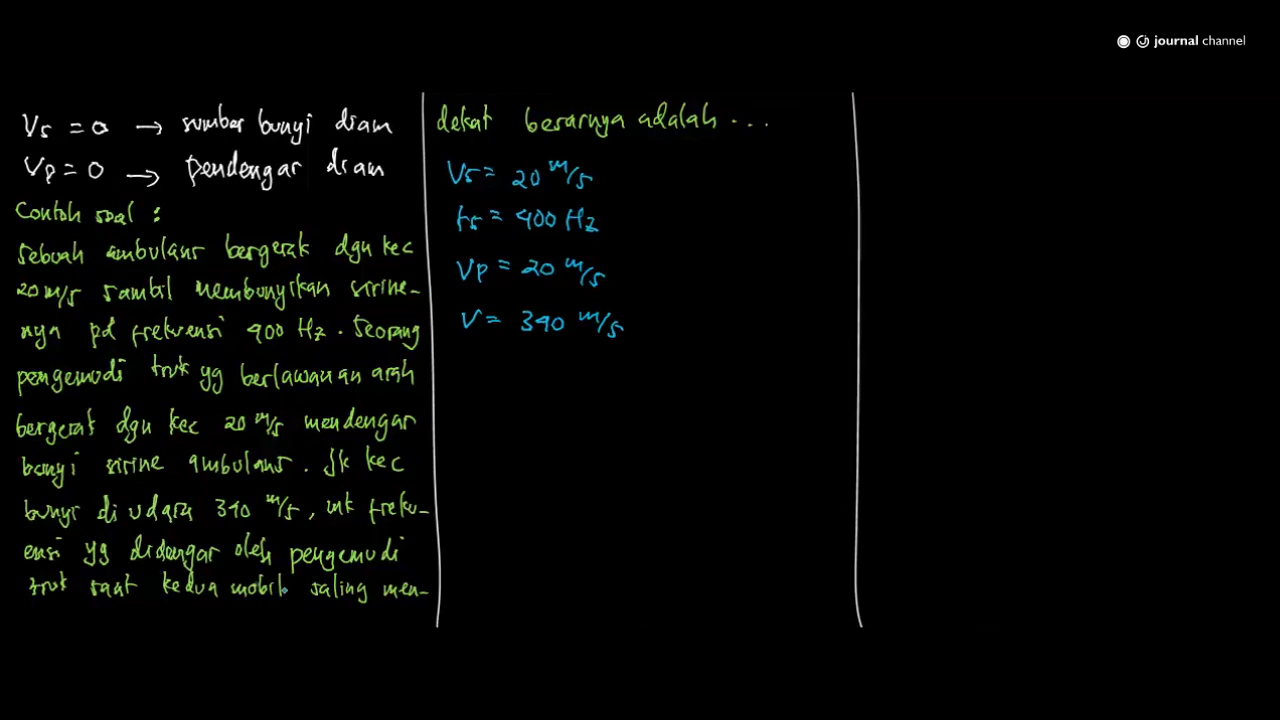 journal channel
Vs = 0 → sumber bunyi diam
Vp = 0 → pendengar diam
Contoh soal :
Sebuah ambulans bergerak dgn kec
20 m/s sambil membunyikan sirine-
nya pd frekuensi 400 Hz. Seorang
pengemudi truk yg berlawanan arah
bergerak dgn kec 20 m/s mendengar
bunyi sirine ambulans. Jk kec
bunyi di udara 340 m/s, mk freku-
ensi yg didengar oleh pengemudi
truk saat kedua mobil saling men-
dekat besarnya adalah ...
Vs = 20 m/s
fs = 400 Hz
Vp = 20 m/s
V = 340 m/s